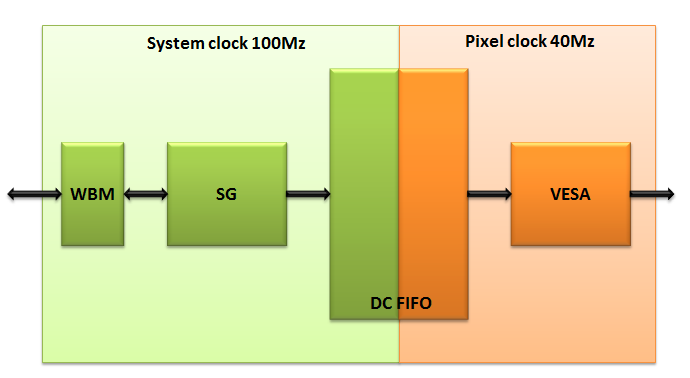 System clock 100Mz
Pixel clock 40Mz
WBM
SG
VESA
DC FIFO